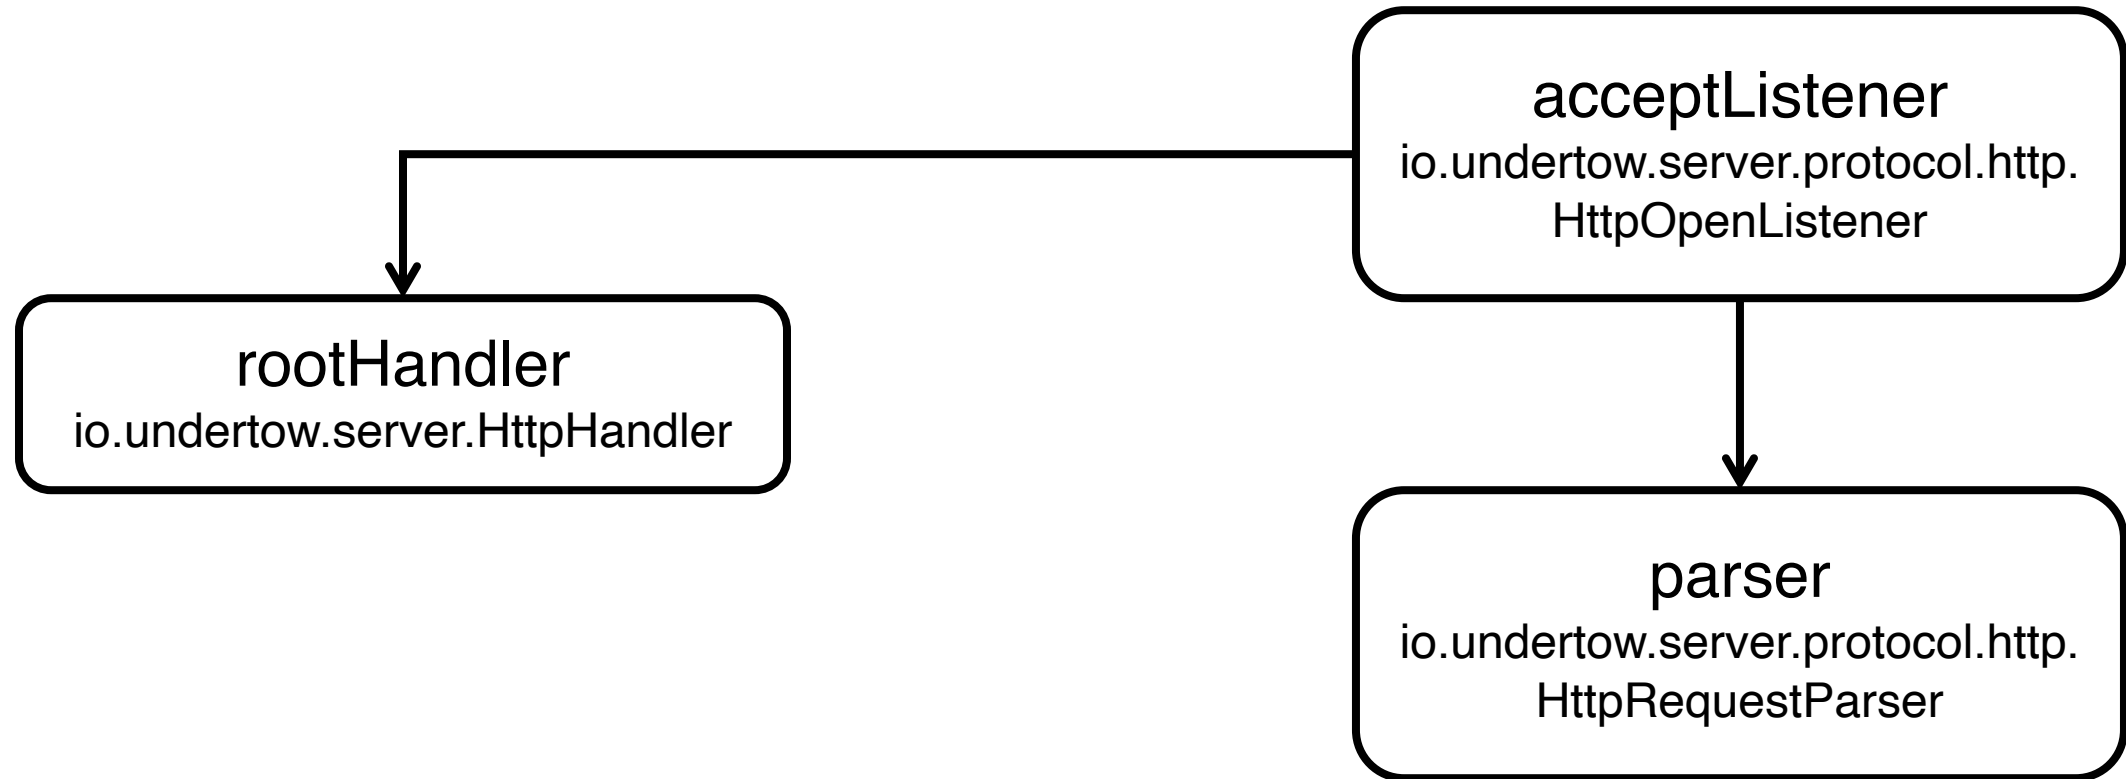 acceptListener
io.undertow.server.protocol.http.
HttpOpenListener
rootHandler
io.undertow.server.HttpHandler
parser
io.undertow.server.protocol.http.
HttpRequestParser